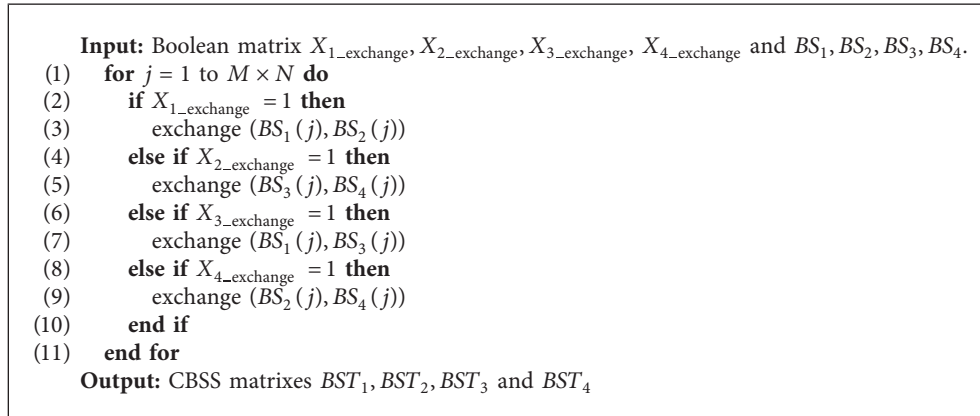 Input: Boolean matrix X1_exchange, X2_exchange, X3_exchange, X4_exchange and BS1, BS2, BS3, BS4.
(1) for j = 1 to M × N do
(2) if X1_exchange = 1 then
(3) exchange (BS1(j), BS2(j))
(4) else if X2_exchange = 1 then
(5) exchange (BS3(j), BS4(j))
(6) else if X3_exchange = 1 then
(7) exchange (BS1(j), BS3(j))
(8) else if X4_exchange = 1 then
(9) exchange (BS2(j), BS4(j))
(10) end if
(11) end for
Output: CBSS matrixes BST1, BST2, BST3 and BST4